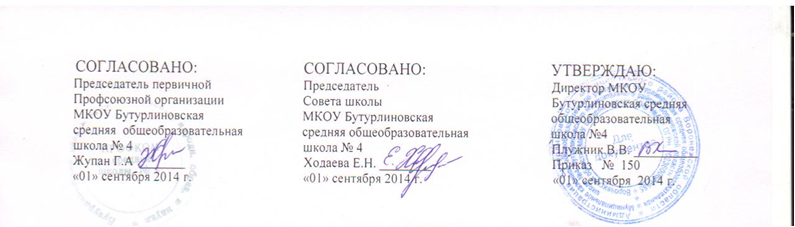 СОГЛАСОВАНО:
Председатель первичной
Профсоюзной организации
МКОУ Бутурлиновская
средняя общеобразовательная
школа № 4
Жупан Г.А
«01» сентября 2014 г.
СОГЛАСОВАНО:
Председатель
Совета школы
МКОУ Бутурлиновская
средняя общеобразовательная
школа № 4
Ходаева Е.Н.
«01» сентября 2014 г.
УТВЕРЖДАЮ:
Директор МКОУ
Бутурлиновская средняя
общеобразовательная
школа №4
Плужник В.В.
Приказ № 150
«01» сентября 2014 г.
Для